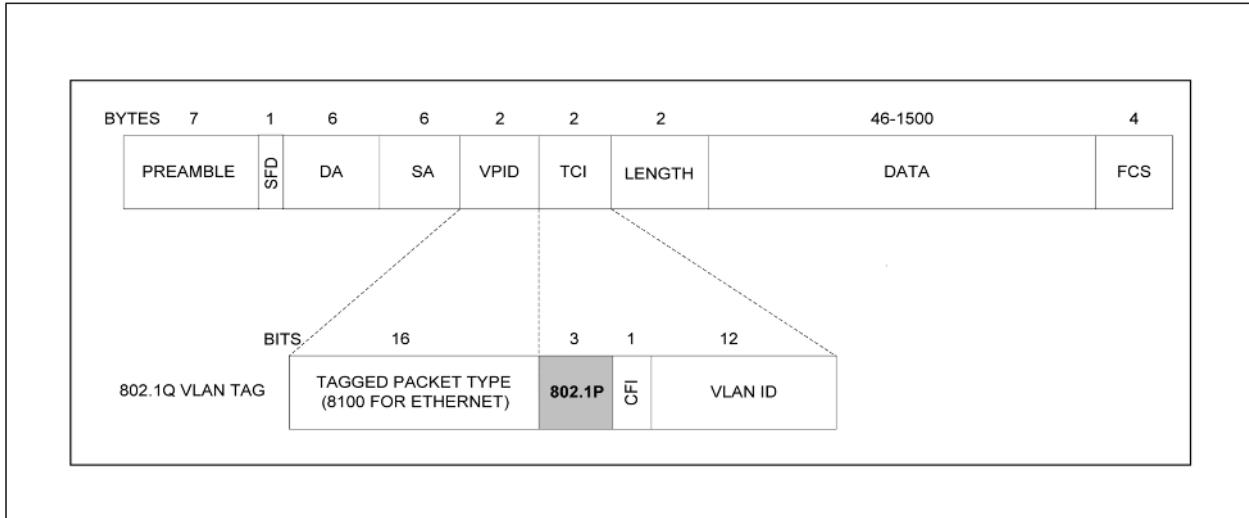 BYTES 7 1 6 6 2 2 2 46-1500 4
PREAMBLE SFD DA SA VPID TCI LENGTH DATA FCS
BITS 16 3 1 12
802.1Q VLAN TAG TAGGED PACKET TYPE
(8100 FOR ETHERNET) 802.1P CFI VLAN ID